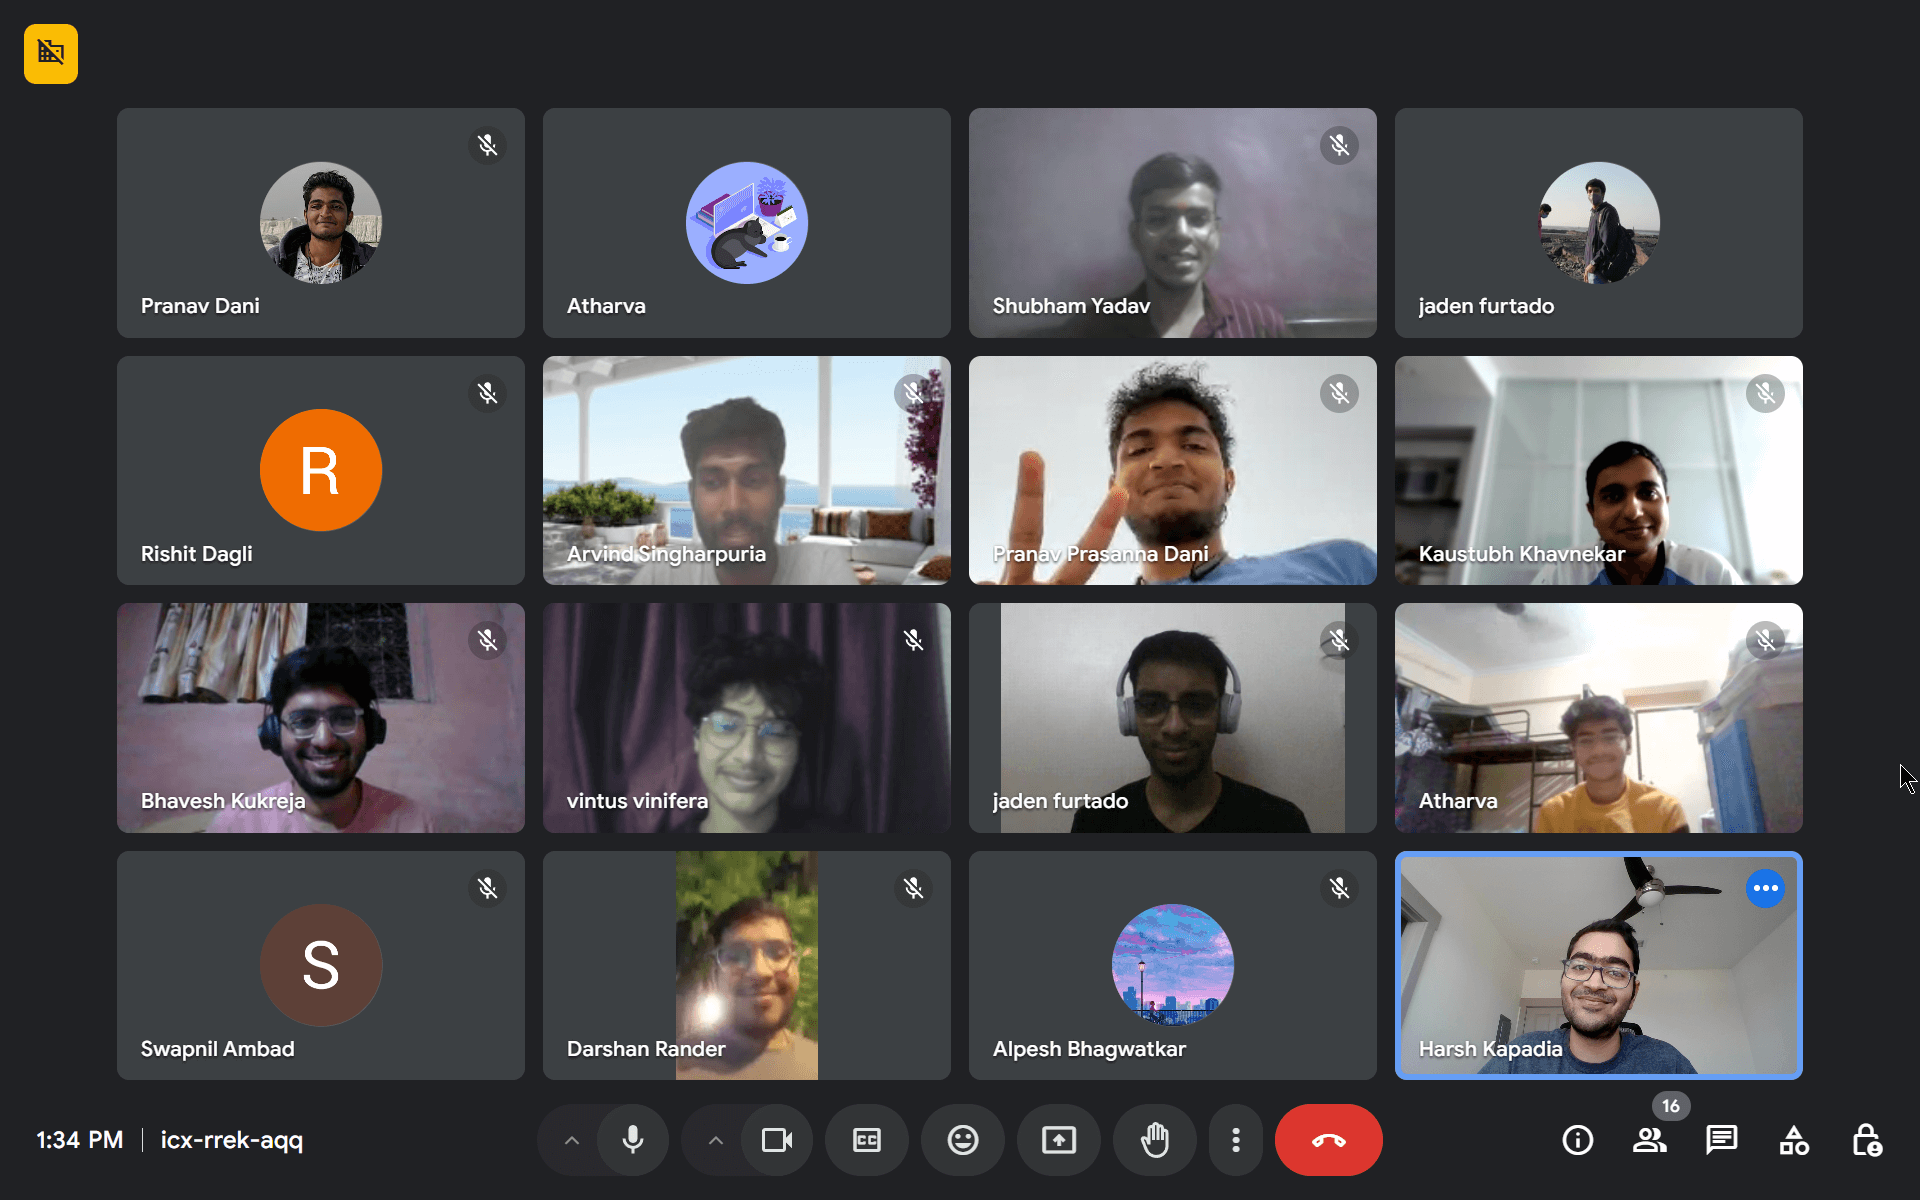 Pranav Dani
Atharva
Shubham Yadav
jaden furtado
R
Rishit Dagli
Arvind Singharpuria
Pranav Prasanna Dani
Kaustubh Khavnekar
Bhavesh Kukreja
vintus vinifera
jaden furtado
Atharva
S
Swapnil Ambad
Darshan Rander
Alpesh Bhagwatkar
Harsh Kapadia
1:34 PM | icx-rrek-aqq
CC
16